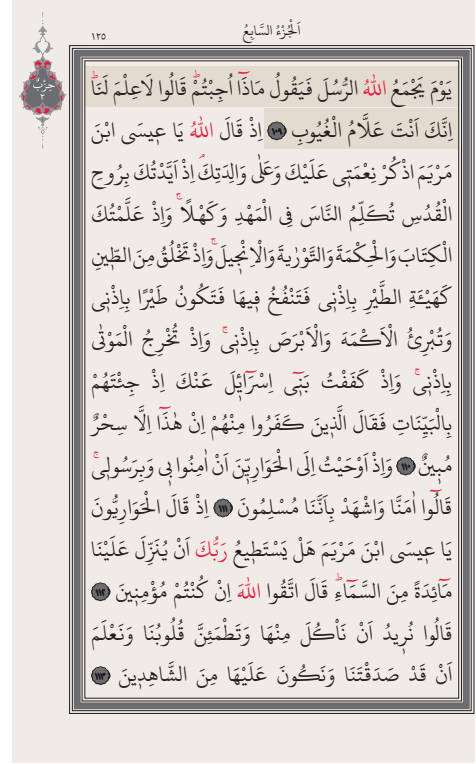 اَلْجُزْءُ السَّابِعُ
١٢٥
حزب
يَوْمَ يَجْمَعُ اللّٰهُ الرُّسُلَ فَيَقُولُ مَاذَٓا اُجِبْتُمْۜ قَالُوا لَاعِلْمَ لَنَاۜ
اِنَّكَ اَنْتَ عَلَّامُ الْغُيُوبِ ١٠٩ اِذْ قَالَ اللّٰهُ يَا ع۪يسَى ابْنَ
مَرْيَمَ اذْكُرْ نِعْمَت۪ي عَلَيْكَ وَعَلٰى وَالِدَتِكَۢ اِذْ اَيَّدْتُكَ بِرُوحِ
الْقُدُسِ تُكَلِّمُ النَّاسَ فِي الْمَهْدِ وَكَهْلًاۚ وَاِذْ عَلَّمْتُكَ
الْكِتَابَ وَالْحِكْمَةَ وَالتَّوْرٰيةَ وَالْاِنْج۪يلَۚ وَاِذْ تَخْلُقُ مِنَ الطّ۪ينِ
كَهَيْـَٔةِ الطَّيْرِ بِاِذْن۪ي فَتَنْفُخُ ف۪يهَا فَتَكُونُ طَيْرًا بِاِذْن۪ي
وَتُبْرِئُ الْاَكْمَهَ وَالْاَبْرَصَ بِاِذْن۪يۚ وَاِذْ تُخْرِجُ الْمَوْتٰى
بِاِذْن۪يۚ وَاِذْ كَفَفْتُ بَن۪ٓي اِسْرَٓائ۪لَ عَنْكَ اِذْ جِئْتَهُمْ
بِالْبَيِّنَاتِ فَقَالَ الَّذ۪ينَ كَفَرُوا مِنْهُمْ اِنْ هٰذَٓا اِلَّا سِحْرٌ
مُب۪ينٌ ١١٠ وَاِذْ اَوْحَيْتُ اِلَى الْحَوَارِيّ۪نَ اَنْ اٰمِنُوا ب۪ي وَبِرَسُول۪يۚ
قَالُٓوا اٰمَنَّا وَاشْهَدْ بِاَنَّنَا مُسْلِمُونَ ١١١ اِذْ قَالَ الْحَوَارِيُّونَ
يَا ع۪يسَى ابْنَ مَرْيَمَ هَلْ يَسْتَط۪يعُ رَبُّكَ اَنْ يُنَزِّلَ عَلَيْنَا
مَٓائِدَةً مِنَ السَّمَٓاءِۜ قَالَ اتَّقُوا اللّٰهَ اِنْ كُنْتُمْ مُؤْمِن۪ينَ ١١٢
قَالُوا نُر۪يدُ اَنْ نَأْكُلَ مِنْهَا وَتَطْمَئِنَّ قُلُوبُنَا وَنَعْلَمَ
اَنْ قَدْ صَدَقْتَنَا وَنَكُونَ عَلَيْهَا مِنَ الشَّاهِد۪ينَ ١١٣